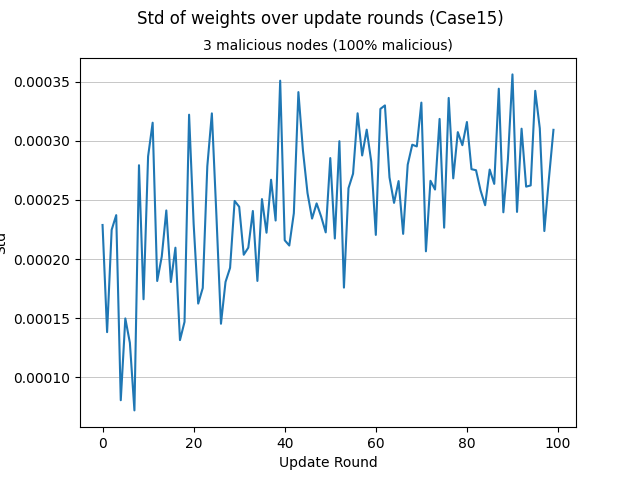 Std of weights over update rounds (Case15)
3 malicious nodes (100% malicious)
0.00035
0.00030
0.00025
0.00020
0.00015
0.00010
Std
0 20 40 60 80 100
Update Round